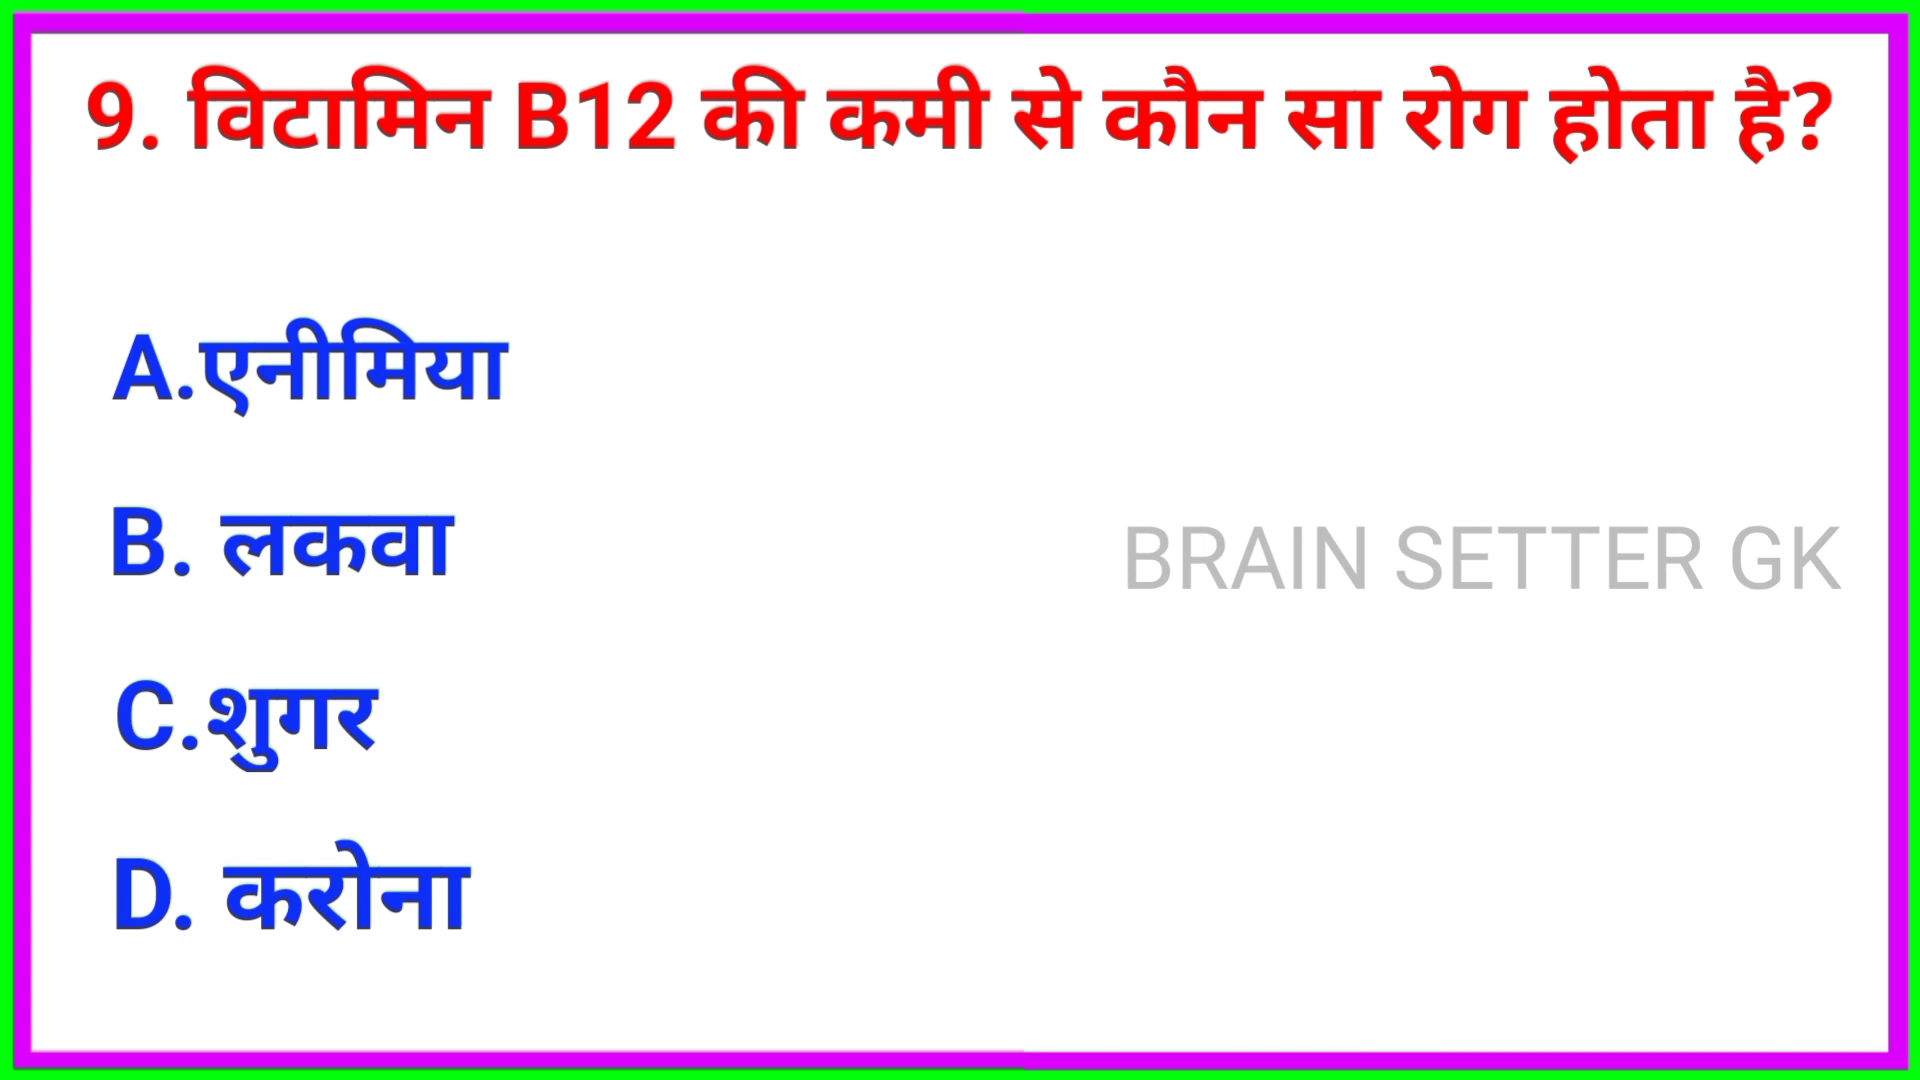 9. विटामिन B12 की कमी से कौन सा रोग होता है?
A.एनीमिया
B. लकवा
BRAIN SETTER GK
C.शुगर
D. करोना